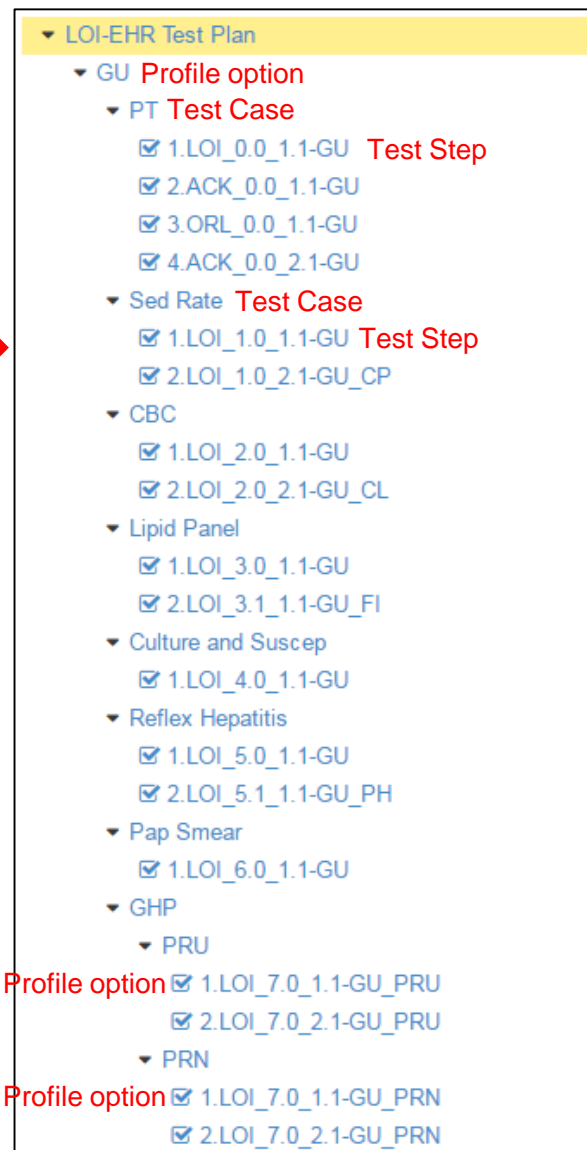 LOI-EHR Test Plan
GU Profile option
PT Test Case
1.LOI_0.0_1.1-GU Test Step
2.ACK_0.0_1.1-GU
3.ORL_0.0_1.1-GU
4.ACK_0.0_2.1-GU
Sed Rate Test Case
1.LOI_1.0_1.1-GU Test Step
2.LOI_1.0_2.1-GU_CP
CBC
1.LOI_2.0_1.1-GU
2.LOI_2.0_2.1-GU_CL
Lipid Panel
1.LOI_3.0_1.1-GU
2.LOI_3.1_1.1-GU_FI
Culture and Suscep
1.LOI_4.0_1.1-GU
Reflex Hepatitis
1.LOI_5.0_1.1-GU
2.LOI_5.1_1.1-GU_PH
Pap Smear
1.LOI_6.0_1.1-GU
GHP
PRU
Profile option 1.LOI_7.0_1.1-GU_PRU
2.LOI_7.0_2.1-GU_PRU
PRN
Profile option 1.LOI_7.0_1.1-GU_PRN
2.LOI_7.0_2.1-GU_PRN